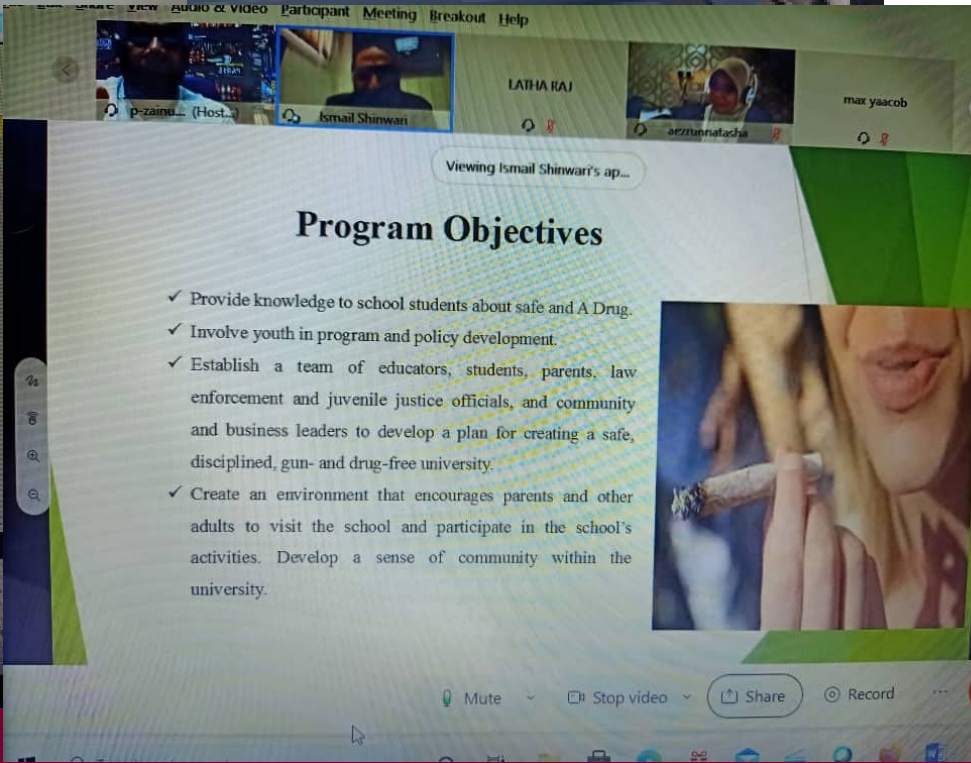 View Audio & Video Participant Meeting Breakout Help
p-zainu... (Host...)
Ismail Shinwari
LATHA RAJ
aezrunnatasha
max yaacob
Viewing Ismail Shinwari's ap...
Program Objectives
✓ Provide knowledge to school students about safe and A Drug.
✓ Involve youth in program and policy development.
✓ Establish a team of educators, students, parents, law
enforcement and juvenile justice officials, and community
and business leaders to develop a plan for creating a safe,
disciplined, gun- and drug-free university.
✓ Create an environment that encourages parents and other
adults to visit the school and participate in the school's
activities. Develop a sense of community within the
university.
Mute
Stop video
Share
Record